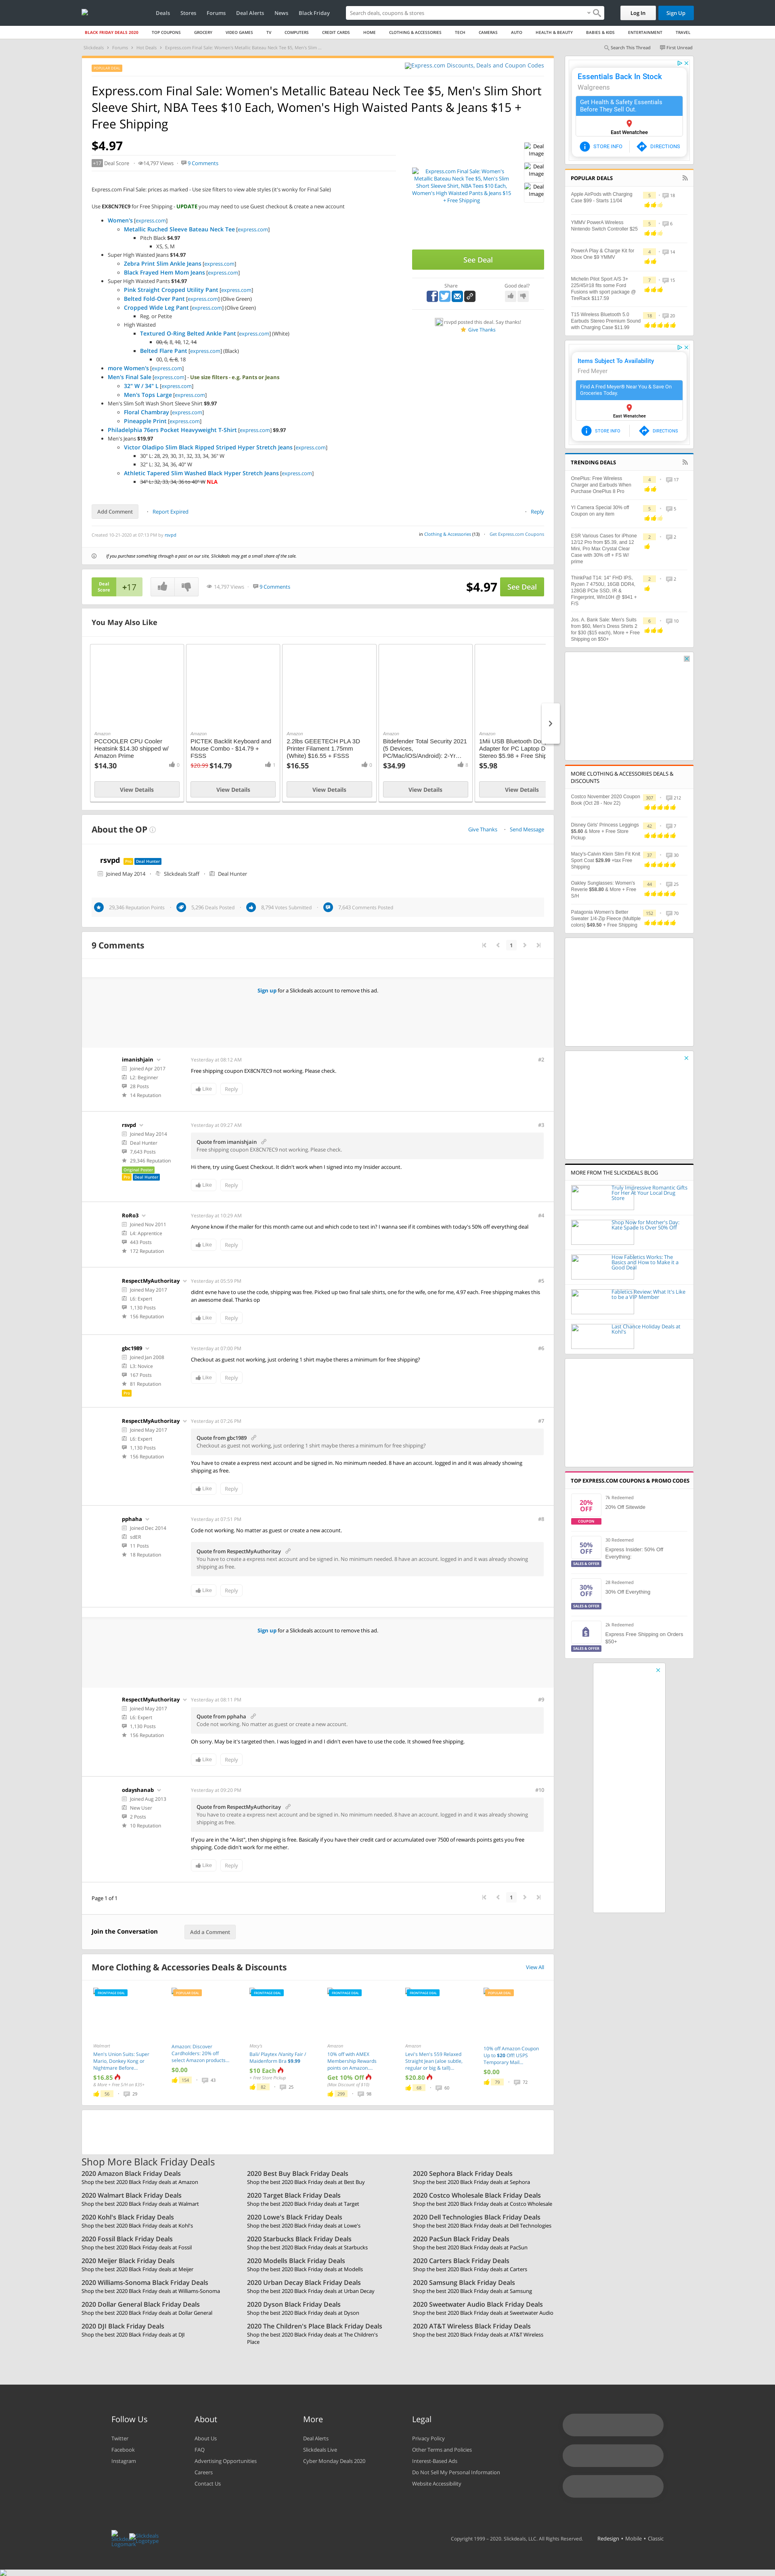 Deals Stores Forums Deal Alerts News Black Friday
Search deals, coupons & stores
Log In
Sign Up
BLACK FRIDAY DEALS 2020 TOP COUPONS GROCERY VIDEO GAMES TV COMPUTERS CREDIT CARDS HOME CLOTHING & ACCESSORIES TECH CAMERAS AUTO HEALTH & BEAUTY BABIES & KIDS ENTERTAINMENT TRAVEL
Slickdeals > Forums > Hot Deals > Express.com Final Sale: Women's Metallic Bateau Neck Tee $5, Men's Slim ...
Search This Thread
First Unread
POPULAR DEAL
Express.com Discounts, Deals and Coupon Codes
Express.com Final Sale: Women's Metallic Bateau Neck Tee $5, Men's Slim Short Sleeve Shirt, NBA Tees $10 Each, Women's High Waisted Pants & Jeans $15 + Free Shipping
$4.97
+17 Deal Score · 14,797 Views · 9 Comments
Express.com Final Sale; prices as marked - Use size filters to view able styles (it's wonky for Final Sale)
Use EX8CN7EC9 for Free Shipping - UPDATE you may need to use Guest checkout & create a new account
Women's [express.com]
Metallic Ruched Sleeve Bateau Neck Tee [express.com]
Pitch Black $4.97
XS, S, M
Super High Waisted Jeans $14.97
Zebra Print Slim Ankle Jeans [express.com]
Black Frayed Hem Mom Jeans [express.com]
Super High Waisted Pants $14.97
Pink Straight Cropped Utility Pant [express.com]
Belted Fold-Over Pant [express.com] (Olive Green)
Cropped Wide Leg Pant [express.com] (Olive Green)
Reg. or Petite
High Waisted
Textured O-Ring Belted Ankle Pant [express.com] (White)
00, 6, 8, 10, 12, 14
Belted Flare Pant [express.com] (Black)
00, 0, 6, 8, 18
more Women's [express.com]
Men's Final Sale [express.com] - Use size filters - e.g. Pants or Jeans
32" W / 34" L [express.com]
Men's Tops Large [express.com]
Men's Slim Soft Wash Short Sleeve Shirt $9.97
Floral Chambray [express.com]
Pineapple Print [express.com]
Philadelphia 76ers Pocket Heavyweight T-Shirt [express.com] $9.97
Men's Jeans $19.97
Victor Oladipo Slim Black Ripped Striped Hyper Stretch Jeans [express.com]
30" L: 28, 29, 30, 31, 32, 33, 34, 36" W
32" L: 32, 34, 36, 40" W
Athletic Tapered Slim Washed Black Hyper Stretch Jeans [express.com]
34" L: 32, 33, 34, 36 to 40" W NLA
Express.com Final Sale: Women's Metallic Bateau Neck Tee $5, Men's Slim Short Sleeve Shirt, NBA Tees $10 Each, Women's High Waisted Pants & Jeans $15 + Free Shipping
Deal Image
Deal Image
Deal Image
See Deal
Share
Good deal?
rsvpd posted this deal. Say thanks!
Give Thanks
Add Comment · Report Expired
· Reply
Created 10-21-2020 at 07:13 PM by rsvpd
in Clothing & Accessories (13) · Get Express.com Coupons
If you purchase something through a post on our site, Slickdeals may get a small share of the sale.
Deal Score +17
14,797 Views · 9 Comments
$4.97 See Deal
You May Also Like
Amazon
PCCOOLER CPU Cooler Heatsink $14.30 shipped w/ Amazon Prime
$14.30 0
View Details
Amazon
PICTEK Backlit Keyboard and Mouse Combo - $14.79 + FSSS
$20.99 $14.79 1
View Details
Amazon
2.2lbs GEEETECH PLA 3D Printer Filament 1.75mm (White) $16.55 + FSSS
$16.55 0
View Details
Amazon
Bitdefender Total Security 2021 (5 Devices, PC/Mac/iOS/Android): 2-Yr...
$34.99 0
View Details
Amazon
1Mii USB Bluetooth Do
Adapter for PC Laptop D
Stereo $5.98 + Free Ship
$5.98
View Details
About the OP
Give Thanks · Send Message
rsvpd Pro Deal Hunter
Joined May 2014 · Slickdeals Staff · Deal Hunter
29,346 Reputation Points
5,296 Deals Posted
8,794 Votes Submitted
7,643 Comments Posted
9 Comments
1
Sign up for a Slickdeals account to remove this ad.
imanishjain
Joined Apr 2017
L2: Beginner
28 Posts
14 Reputation
Yesterday at 08:12 AM
#2
Free shipping coupon EX8CN7EC9 not working. Please check.
Like Reply
rsvpd
Joined May 2014
Deal Hunter
7,643 Posts
29,346 Reputation
Original Poster
Pro Deal Hunter
Yesterday at 09:27 AM
#3
Quote from imanishjain
Free shipping coupon EX8CN7EC9 not working. Please check.
Hi there, try using Guest Checkout. It didn't work when I signed into my Insider account.
Like Reply
RoRo3
Joined Nov 2011
L4: Apprentice
443 Posts
172 Reputation
Yesterday at 10:29 AM
#4
Anyone know if the mailer for this month came out and which code to text in? I wanna see if it combines with today's 50% off everything deal
Like Reply
RespectMyAuthoritay
Joined May 2017
L6: Expert
1,130 Posts
156 Reputation
Yesterday at 05:59 PM
#5
didnt evne have to use the code, shipping was free. Picked up two final sale shirts, one for the wife, one for me, 4.97 each. Free shipping makes this an awesome deal. Thanks op
Like Reply
gbc1989
Joined Jan 2008
L3: Novice
167 Posts
81 Reputation
Pro
Yesterday at 07:00 PM
#6
Checkout as guest not working, just ordering 1 shirt maybe theres a minimum for free shipping?
Like Reply
RespectMyAuthoritay
Joined May 2017
L6: Expert
1,130 Posts
156 Reputation
Yesterday at 07:26 PM
#7
Quote from gbc1989
Checkout as guest not working, just ordering 1 shirt maybe theres a minimum for free shipping?
You have to create a express next account and be signed in. No minimum needed. 8 have an account. logged in and it was already showing shipping as free.
Like Reply
pphaha
Joined Dec 2014
sdER
11 Posts
18 Reputation
Yesterday at 07:51 PM
#8
Code not working. No matter as guest or create a new account.
Quote from RespectMyAuthoritay
You have to create a express next account and be signed in. No minimum needed. 8 have an account. logged in and it was already showing shipping as free.
Like Reply
Sign up for a Slickdeals account to remove this ad.
RespectMyAuthoritay
Joined May 2017
L6: Expert
1,130 Posts
156 Reputation
Yesterday at 08:11 PM
#9
Quote from pphaha
Code not working. No matter as guest or create a new account.
Oh sorry. May be it's targeted then. I was logged in and I didn't even have to use the code. It showed free shipping.
Like Reply
odayshanab
Joined Aug 2013
New User
2 Posts
10 Reputation
Yesterday at 09:20 PM
#10
Quote from RespectMyAuthoritay
You have to create a express next account and be signed in. No minimum needed. 8 have an account. logged in and it was already showing shipping as free.
If you are in the "A-list", then shipping is free. Basically if you have their credit card or accumulated over 7500 of rewards points gets you free shipping. Code didn't work for me either.
Like Reply
Page 1 of 1
1
Join the Conversation
Add a Comment
More Clothing & Accessories Deals & Discounts
View All
FRONTPAGE DEAL
Walmart
Men's Union Suits: Super Mario, Donkey Kong or Nightmare Before...
$16.85
& More + Free S/H on $35+
56 · 29
POPULAR DEAL
Amazon: Discover Cardholders: 20% off select Amazon products...
$0.00
154 · 43
FRONTPAGE DEAL
Macy's
Bali/ Playtex /Vanity Fair / Maidenform Bra $9.99
$10 Each
+ Free Store Pickup
62 · 25
FRONTPAGE DEAL
Amazon
10% off with AMEX Membership Rewards points on Amazon...
Get 10% Off
(Max Discount of $10)
299 · 98
FRONTPAGE DEAL
Amazon
Levi's Men's 559 Relaxed Straight Jean (aloe subtle, regular or big & tall)...
$20.80
68 · 60
POPULAR DEAL
10% off Amazon Coupon Up to $20 Off! USPS Temporary Mail...
$0.00
79 · 72
Shop More Black Friday Deals
2020 Amazon Black Friday Deals
Shop the best 2020 Black Friday deals at Amazon
2020 Best Buy Black Friday Deals
Shop the best 2020 Black Friday deals at Best Buy
2020 Sephora Black Friday Deals
Shop the best 2020 Black Friday deals at Sephora
2020 Walmart Black Friday Deals
Shop the best 2020 Black Friday deals at Walmart
2020 Target Black Friday Deals
Shop the best 2020 Black Friday deals at Target
2020 Costco Wholesale Black Friday Deals
Shop the best 2020 Black Friday deals at Costco Wholesale
2020 Kohl's Black Friday Deals
Shop the best 2020 Black Friday deals at Kohl's
2020 Lowe's Black Friday Deals
Shop the best 2020 Black Friday deals at Lowe's
2020 Dell Technologies Black Friday Deals
Shop the best 2020 Black Friday deals at Dell Technologies
2020 Fossil Black Friday Deals
Shop the best 2020 Black Friday deals at Fossil
2020 Starbucks Black Friday Deals
Shop the best 2020 Black Friday deals at Starbucks
2020 PacSun Black Friday Deals
Shop the best 2020 Black Friday deals at PacSun
2020 Meijer Black Friday Deals
Shop the best 2020 Black Friday deals at Meijer
2020 Modells Black Friday Deals
Shop the best 2020 Black Friday deals at Modells
2020 Carters Black Friday Deals
Shop the best 2020 Black Friday deals at Carters
2020 Williams-Sonoma Black Friday Deals
Shop the best 2020 Black Friday deals at Williams-Sonoma
2020 Urban Decay Black Friday Deals
Shop the best 2020 Black Friday deals at Urban Decay
2020 Samsung Black Friday Deals
Shop the best 2020 Black Friday deals at Samsung
2020 Dollar General Black Friday Deals
Shop the best 2020 Black Friday deals at Dollar General
2020 Dyson Black Friday Deals
Shop the best 2020 Black Friday deals at Dyson
2020 Sweetwater Audio Black Friday Deals
Shop the best 2020 Black Friday deals at Sweetwater Audio
2020 DJI Black Friday Deals
Shop the best 2020 Black Friday deals at DJI
2020 The Children's Place Black Friday Deals
Shop the best 2020 Black Friday deals at The Children's Place
2020 AT&T Wireless Black Friday Deals
Shop the best 2020 Black Friday deals at AT&T Wireless
Essentials Back In Stock
Walgreens
Get Health & Safety Essentials Before They Sell Out.
East Wenatchee
STORE INFO
DIRECTIONS
POPULAR DEALS
Apple AirPods with Charging Case $99 - Starts 11/04
5 · 18
YMMV PowerA Wireless Nintendo Switch Controller $25
5 · 6
PowerA Play & Charge Kit for Xbox One $9 YMMV
4 · 14
Michelin Pilot Sport A/S 3+ 225/45/r18 fits some Ford Fusions with sport package @ TireRack $117.59
7 · 15
T1S Wireless Bluetooth 5.0 Earbuds Stereo Premium Sound with Charging Case $11.99
18 · 20
Items Subject To Availability
Fred Meyer
Find A Fred Meyer® Near You & Save On Groceries Today.
East Wenatchee
STORE INFO
DIRECTIONS
TRENDING DEALS
OnePlus: Free Wireless Charger and Earbuds When Purchase OnePlus 8 Pro
4 · 17
YI Camera Special 30% off Coupon on any item
5 · 5
ESR Various Cases for iPhone 12/12 Pro from $5.39, and 12 Mini, Pro Max Crystal Clear Case with 30% off + FS W/ prime
2 · 2
ThinkPad T14: 14" FHD IPS, Ryzen 7 4750U, 16GB DDR4, 128GB PCIe SSD, IR & Fingerprint, Win10H @ $941 + F/S
2 · 2
Jos. A. Bank Sale: Men's Suits from $60, Men's Dress Shirts 2 for $30 ($15 each), More + Free Shipping on $50+
6 · 10
MORE CLOTHING & ACCESSORIES DEALS & DISCOUNTS
Costco November 2020 Coupon Book (Oct 28 - Nov 22)
307 · 212
Disney Girls' Princess Leggings $5.60 & More + Free Store Pickup
42 · 7
Macy's-Calvin Klein Slim Fit Knit Sport Coat $29.99 +tax Free Shipping
37 · 30
Oakley Sunglasses: Women's Reverie $58.80 & More + Free S/H
44 · 25
Patagonia Women's Better Sweater 1/4-Zip Fleece (Multiple colors) $49.50 + Free Shipping
152 · 70
MORE FROM THE SLICKDEALS BLOG
Truly Impressive Romantic Gifts For Her At Your Local Drug Store
Shop Now for Mother's Day: Kate Spade Is Over 50% Off!
How Fabletics Works: The Basics and How to Make it a Good Deal
Fabletics Review: What It's Like to be a VIP Member
Last Chance Holiday Deals at Kohl's
TOP EXPRESS.COM COUPONS & PROMO CODES
20% OFF
COUPON
7k Redeemed
20% Off Sitewide
50% OFF
SALES & OFFER
30 Redeemed
Express Insider: 50% Off Everything
30% OFF
SALES & OFFER
28 Redeemed
30% Off Everything
SALES & OFFER
2k Redeemed
Express Free Shipping on Orders $50+
Follow Us
Twitter
Facebook
Instagram
About
About Us
FAQ
Advertising Opportunities
Careers
Contact Us
More
Deal Alerts
Slickdeals Live
Cyber Monday Deals 2020
Legal
Privacy Policy
Other Terms and Policies
Interest-Based Ads
Do Not Sell My Personal Information
Website Accessibility
Copyright 1999 – 2020. Slickdeals, LLC. All Rights Reserved.
Redesign • Mobile • Classic